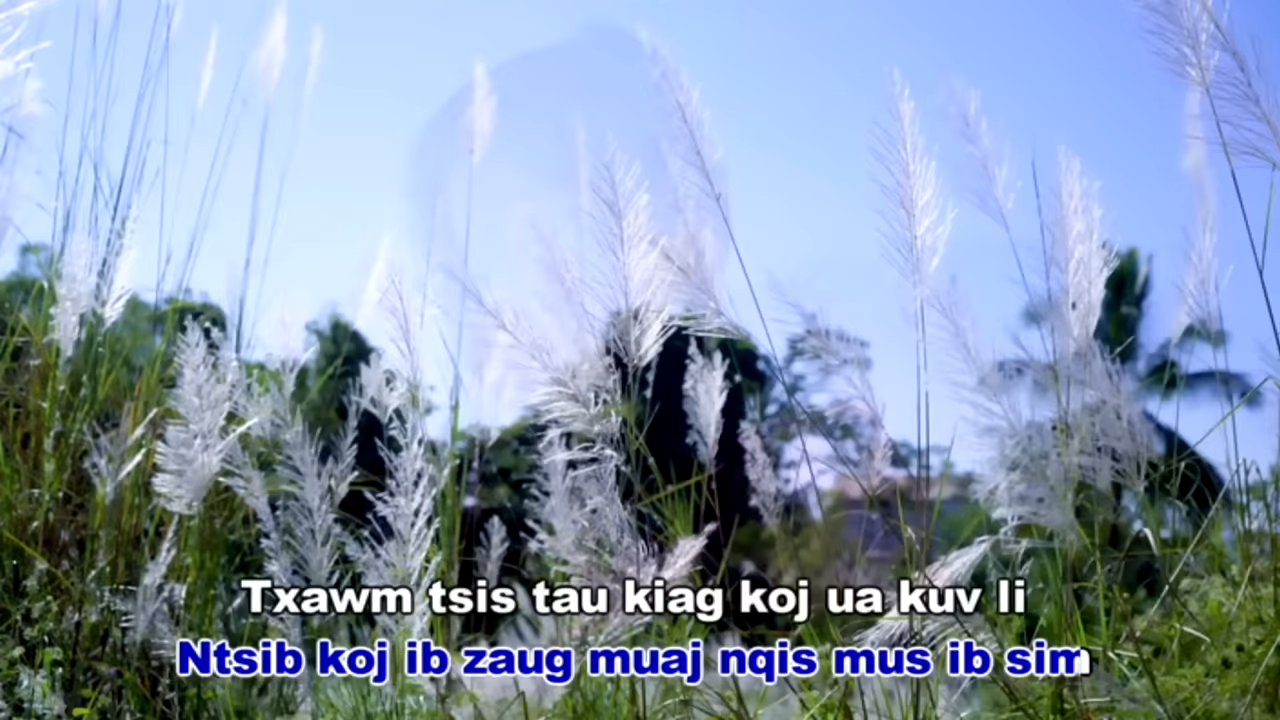 Txawm tsis tau kiag koj ua kuv li
Ntsib koj ib zaug muaj nqis mus ib sim